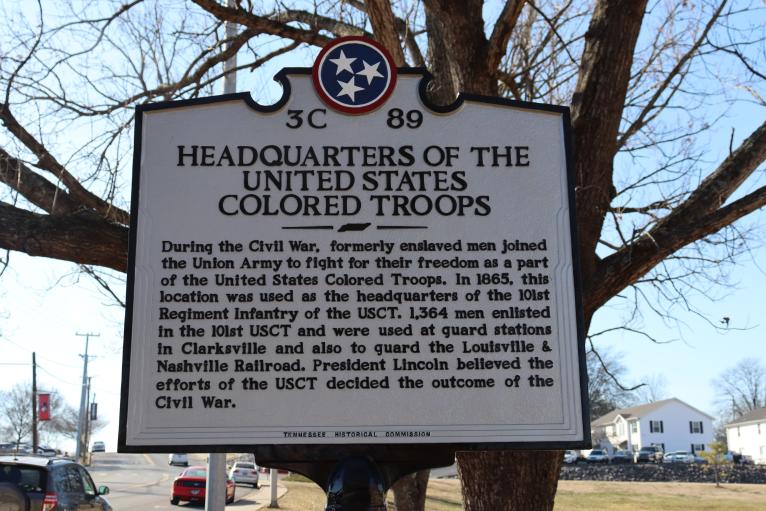 3C 89
HEADQUARTERS OF THE
UNITED STATES
COLORED TROOPS
During the Civil War, formerly enslaved men joined
the Union Army to fight for their freedom as a part
of the United States Colored Troops. In 1865, this
location was used as the headquarters of the 101st
Regiment Infantry of the USCT. 1,364 men enlisted
in the 101st USCT and were used at guard stations
in Clarksville and also to guard the Louisville &
Nashville Railroad. President Lincoln believed the
efforts of the USCT decided the outcome of the
Civil War.
TENNESSEE HISTORICAL COMMISSION